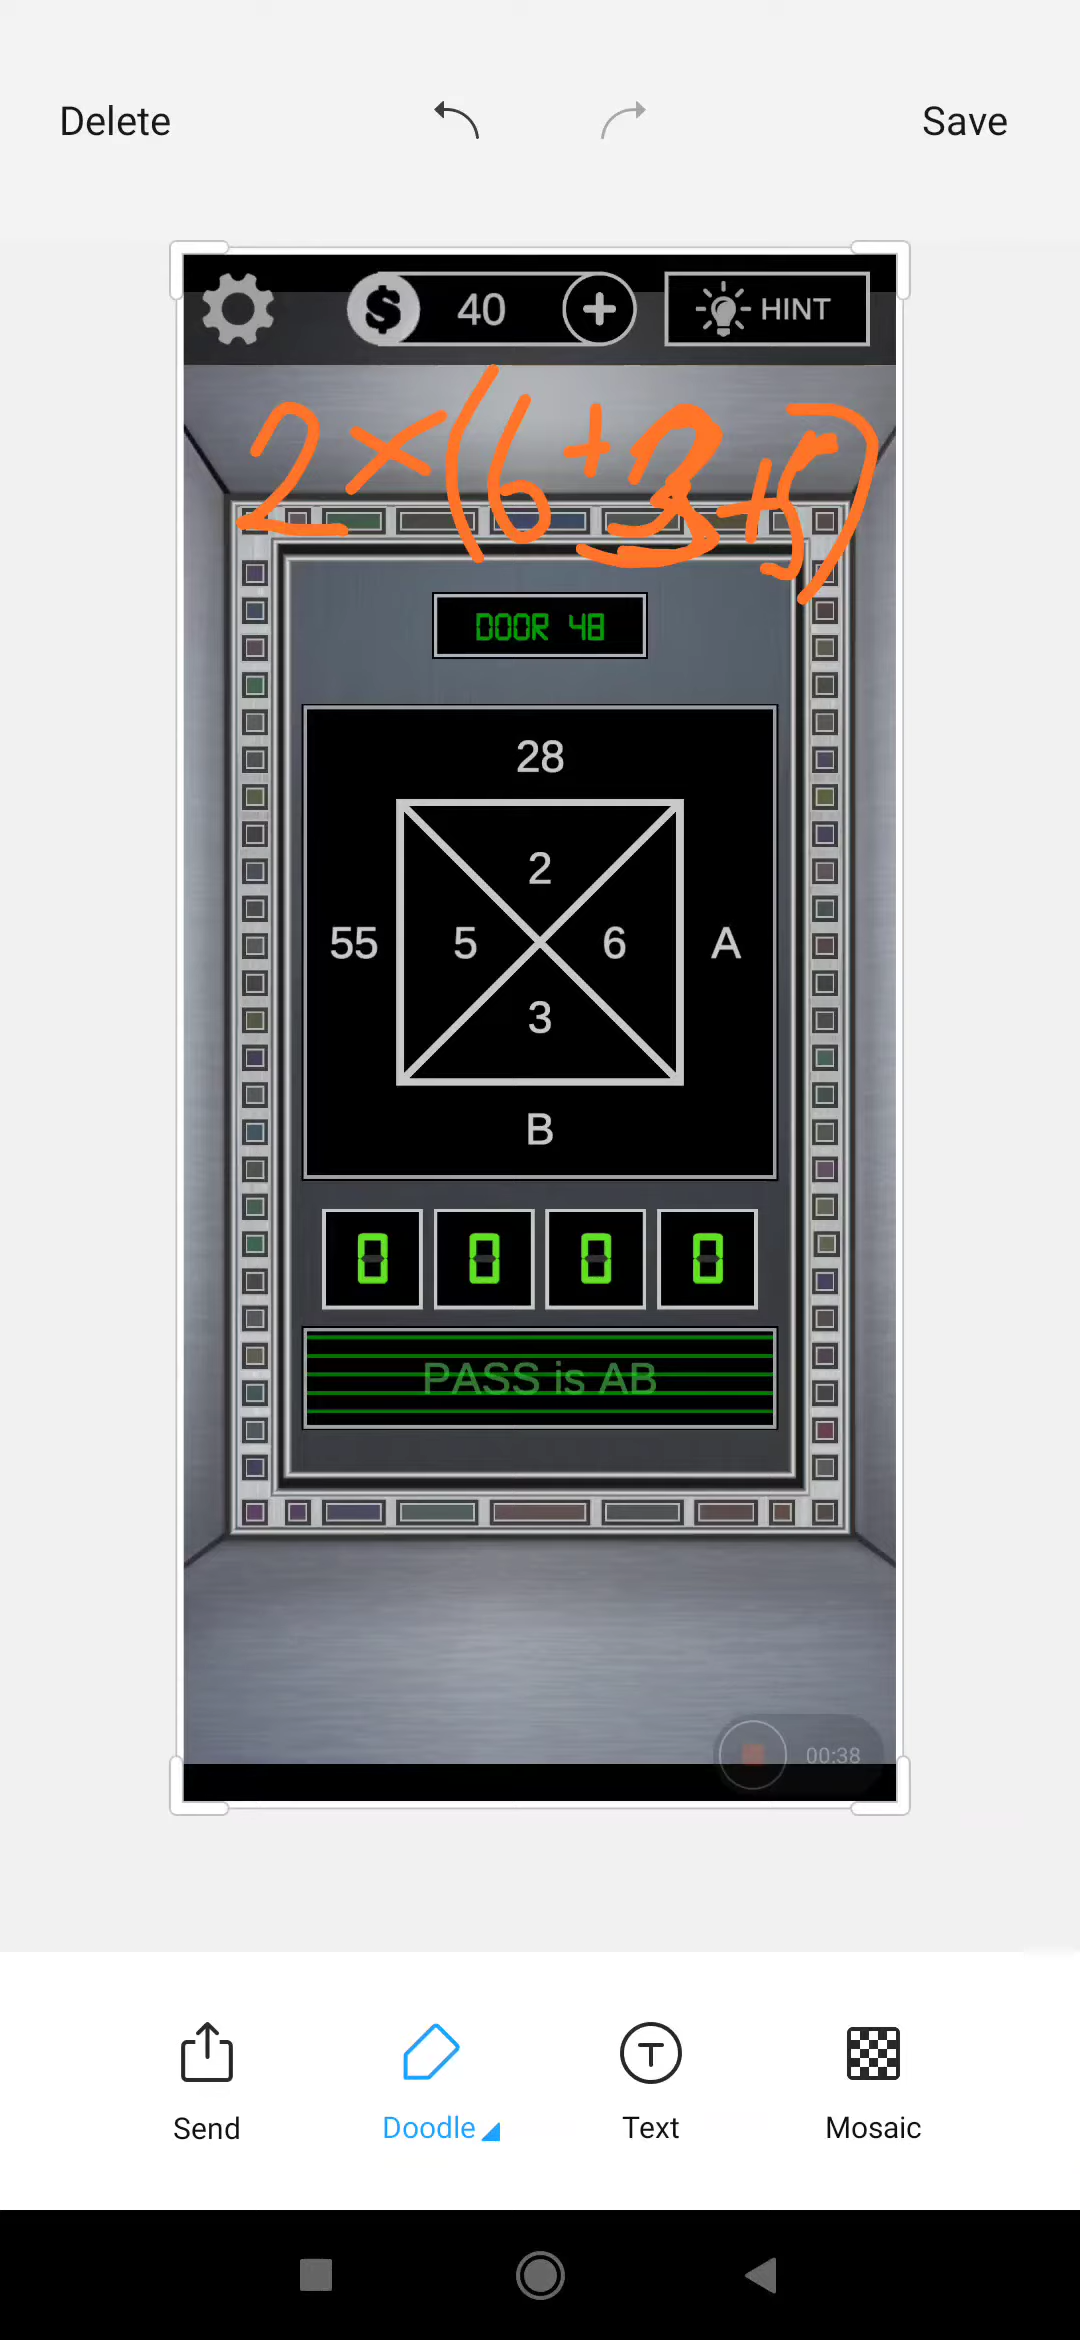 Delete Save
40 HINT
2×(6+3+5)
DOOR 48
28
2
55 5 6 A
3
B
0 0 0 0
PASS is AB
00:38
Send Doodle Text Mosaic